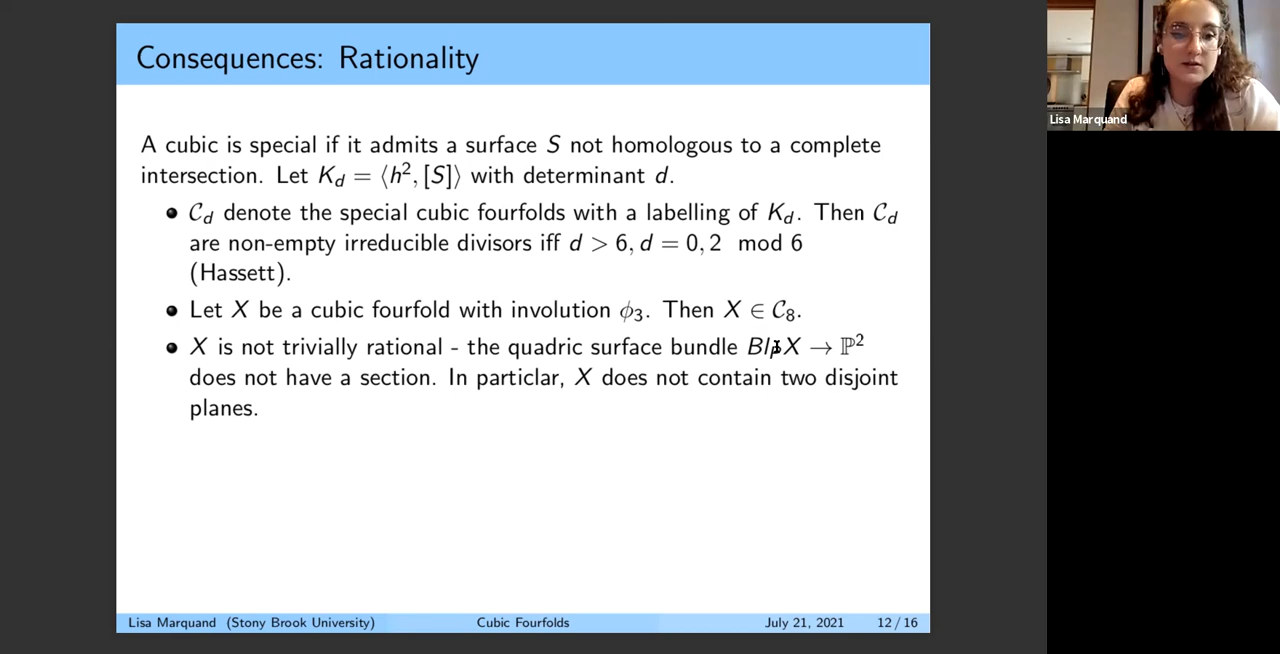 Consequences: Rationality
Lisa Marquand
A cubic is special if it admits a surface S not homologous to a complete
intersection. Let K_d = ⟨h², [S]⟩ with determinant d.
• C_d denote the special cubic fourfolds with a labelling of K_d. Then C_d
are non-empty irreducible divisors iff d > 6, d = 0, 2 mod 6
(Hassett).
• Let X be a cubic fourfold with involution ϕ₃. Then X ∈ C₈.
• X is not trivially rational - the quadric surface bundle Bl X → ℙ²
does not have a section. In particlar, X does not contain two disjoint
planes.
Lisa Marquand (Stony Brook University) Cubic Fourfolds July 21, 2021 12 / 16